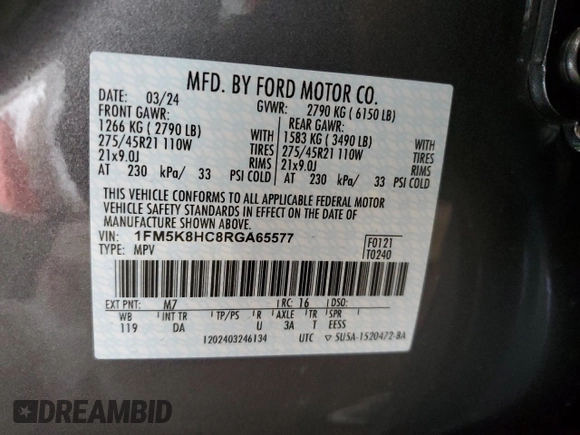 MFD. BY FORD MOTOR CO.
DATE: 03/24 GVWR: 2790 KG ( 6150 LB)
FRONT GAWR: REAR GAWR:
1266 KG ( 2790 LB) WITH 1583 KG ( 3490 LB) WITH
275/45R21 110W TIRES 275/45R21 110W TIRES
21x9.0J RIMS 21x9.0J RIMS
AT 230 kPa/ 33 PSI COLD AT 230 kPa/ 33 PSI COLD
THIS VEHICLE CONFORMS TO ALL APPLICABLE FEDERAL MOTOR
VEHICLE SAFETY STANDARDS IN EFFECT ON THE DATE OF
MANUFACTURE SHOWN ABOVE.
VIN: 1FM5K8HC8RGA65577
TYPE: MPV
F0121
T0240
EXT PNT: M7 RC: 16 DSO:
WB INT TR TP/PS R AXLE TR SPR
119 DA U 3A T EESS
I202403246134 UTC ▽ 5U5A-1520472-BA
DREAMBID